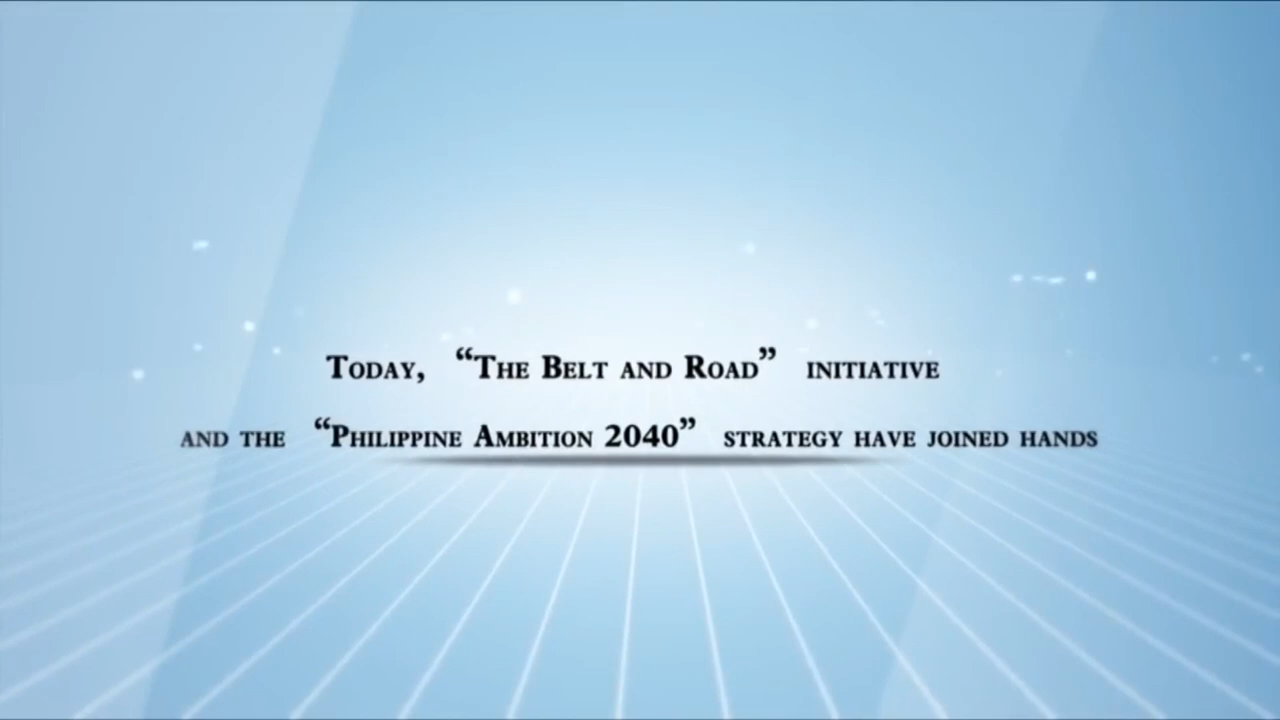 Today, “The Belt and Road” initiative
and the “Philippine Ambition 2040” strategy have joined hands